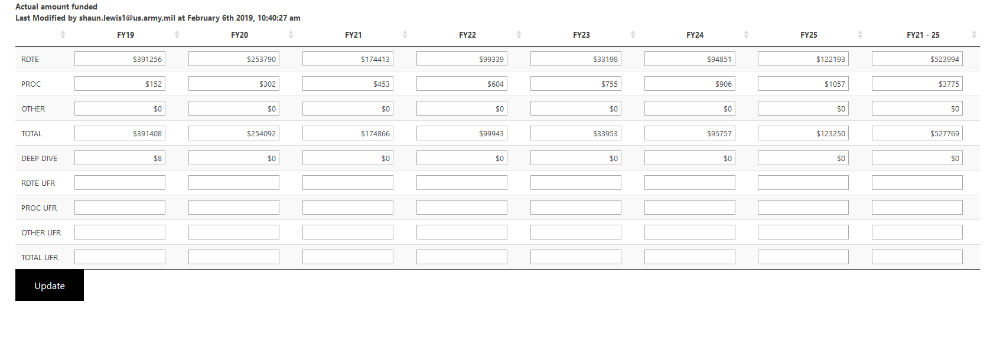 Actual amount funded
Last Modified by shaun.lewis1@us.army.mil at February 6th 2019, 10:40:27 am
FY19 FY20 FY21 FY22 FY23 FY24 FY25 FY21 - 25
RDTE $391256 $253790 $174413 $99339 $33198 $94851 $122193 $523994
PROC $152 $302 $453 $604 $755 $906 $1057 $3775
OTHER $0 $0 $0 $0 $0 $0 $0 $0
TOTAL $391408 $254092 $174866 $99943 $33953 $95757 $123250 $527769
DEEP DIVE $8 $0 $0 $0 $0 $0 $0 $0
RDTE UFR
PROC UFR
OTHER UFR
TOTAL UFR
Update